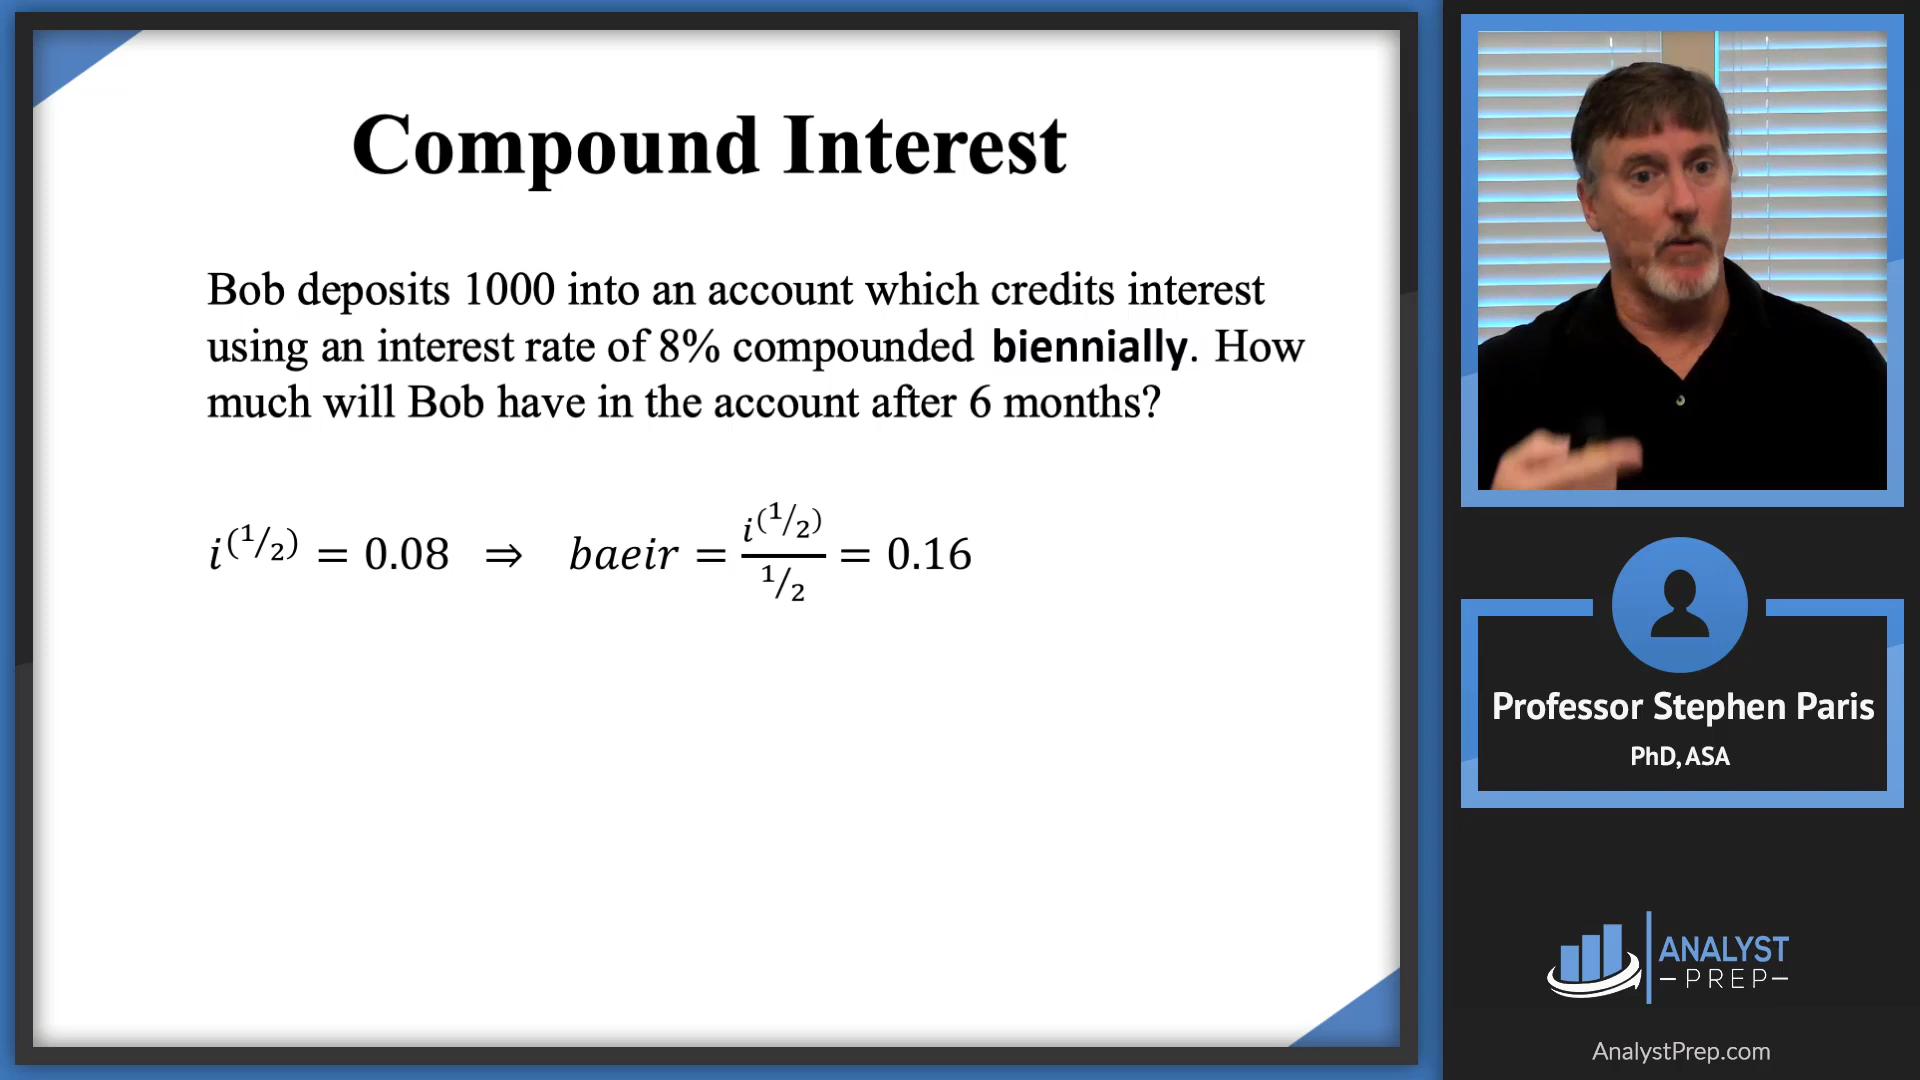 Compound Interest
Bob deposits 1000 into an account which credits interest
using an interest rate of 8% compounded biennially. How
much will Bob have in the account after 6 months?
i^(1/2) = 0.08 ⇒ baeir = i^(1/2) / 1/2 = 0.16
Professor Stephen Paris
PhD, ASA
ANALYST
PREP
AnalystPrep.com